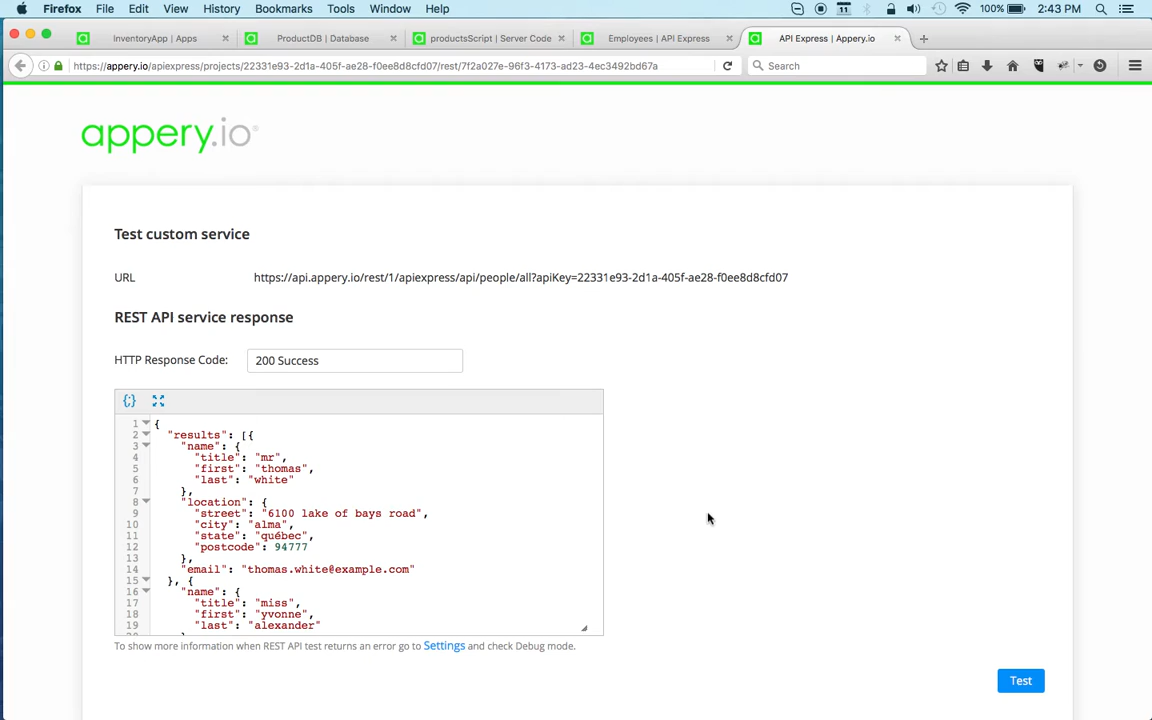 Firefox File Edit View History Bookmarks Tools Window Help 11 100% 2:43 PM
InventoryApp | Apps ProductDB | Database productsScript | Server Code Employees | API Express API Express | Appery.io
https://appery.io/apiexpress/projects/22331e93-2d1a-405f-ae28-f0ee8d8cfd07/rest/7f2a027e-96f3-4173-ad23-4ec3492bd67a Search
appery.io
Test custom service
URL https://api.appery.io/rest/1/apiexpress/api/people/all?apiKey=22331e93-2d1a-405f-ae28-f0ee8d8cfd07
REST API service response
HTTP Response Code: 200 Success
1 {
2 "results": [{
3 "name": {
4 "title": "mr",
5 "first": "thomas",
6 "last": "white"
7 },
8 "location": {
9 "street": "6100 lake of bays road",
10 "city": "alma",
11 "state": "québec",
12 "postcode": 94777
13 },
14 "email": "thomas.white@example.com"
15 }, {
16 "name": {
17 "title": "miss",
18 "first": "yvonne",
19 "last": "alexander"
To show more information when REST API test returns an error go to Settings and check Debug mode.
Test